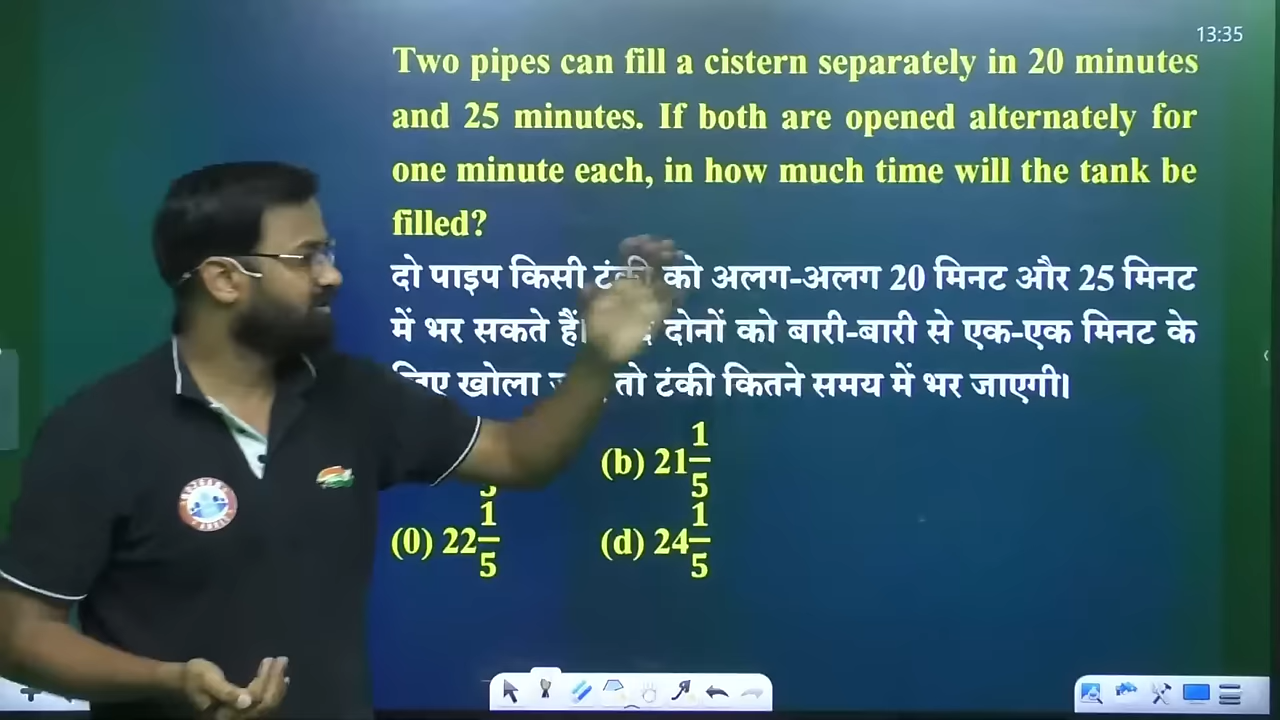 13:35
Two pipes can fill a cistern separately in 20 minutes
and 25 minutes. If both are opened alternately for
one minute each, in how much time will the tank be
filled?
दो पाइप किसी टंकी को अलग-अलग 20 मिनट और 25 मिनट
में भर सकते हैं। दोनों को बारी-बारी से एक-एक मिनट के
लिए खोला तो टंकी कितने समय में भर जाएगी।
(b) 21 1/5
(0) 22 1/5
(d) 24 1/5